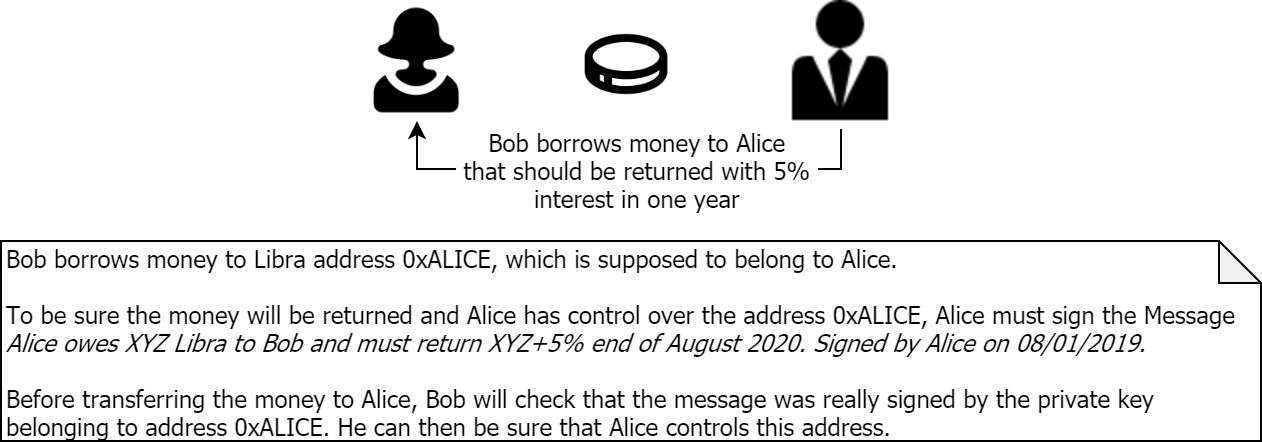 Bob borrows money to Alice
that should be returned with 5%
interest in one year
Bob borrows money to Libra address 0xALICE, which is supposed to belong to Alice.
To be sure the money will be returned and Alice has control over the address 0xALICE, Alice must sign the Message
Alice owes XYZ Libra to Bob and must return XYZ+5% end of August 2020. Signed by Alice on 08/01/2019.
Before transferring the money to Alice, Bob will check that the message was really signed by the private key
belonging to address 0xALICE. He can then be sure that Alice controls this address.